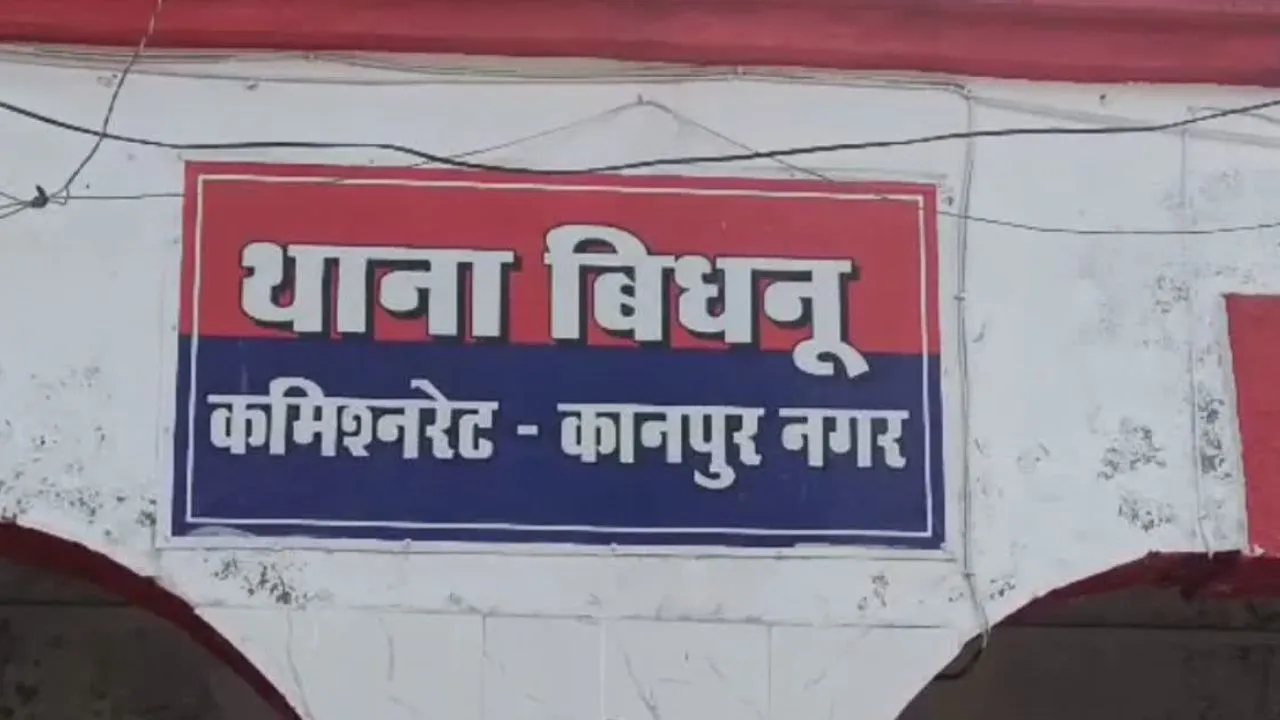 थाना बिधनू
कमिश्नरेट - कानपुर नगर